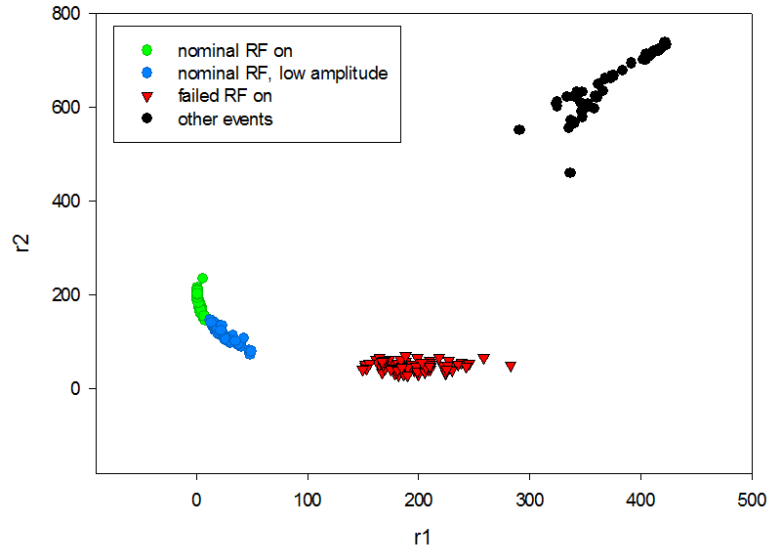 800
nominal RF on
nominal RF, low amplitude
failed RF on
other events
600
400
r2
200
0
0 100 200 300 400 500
r1